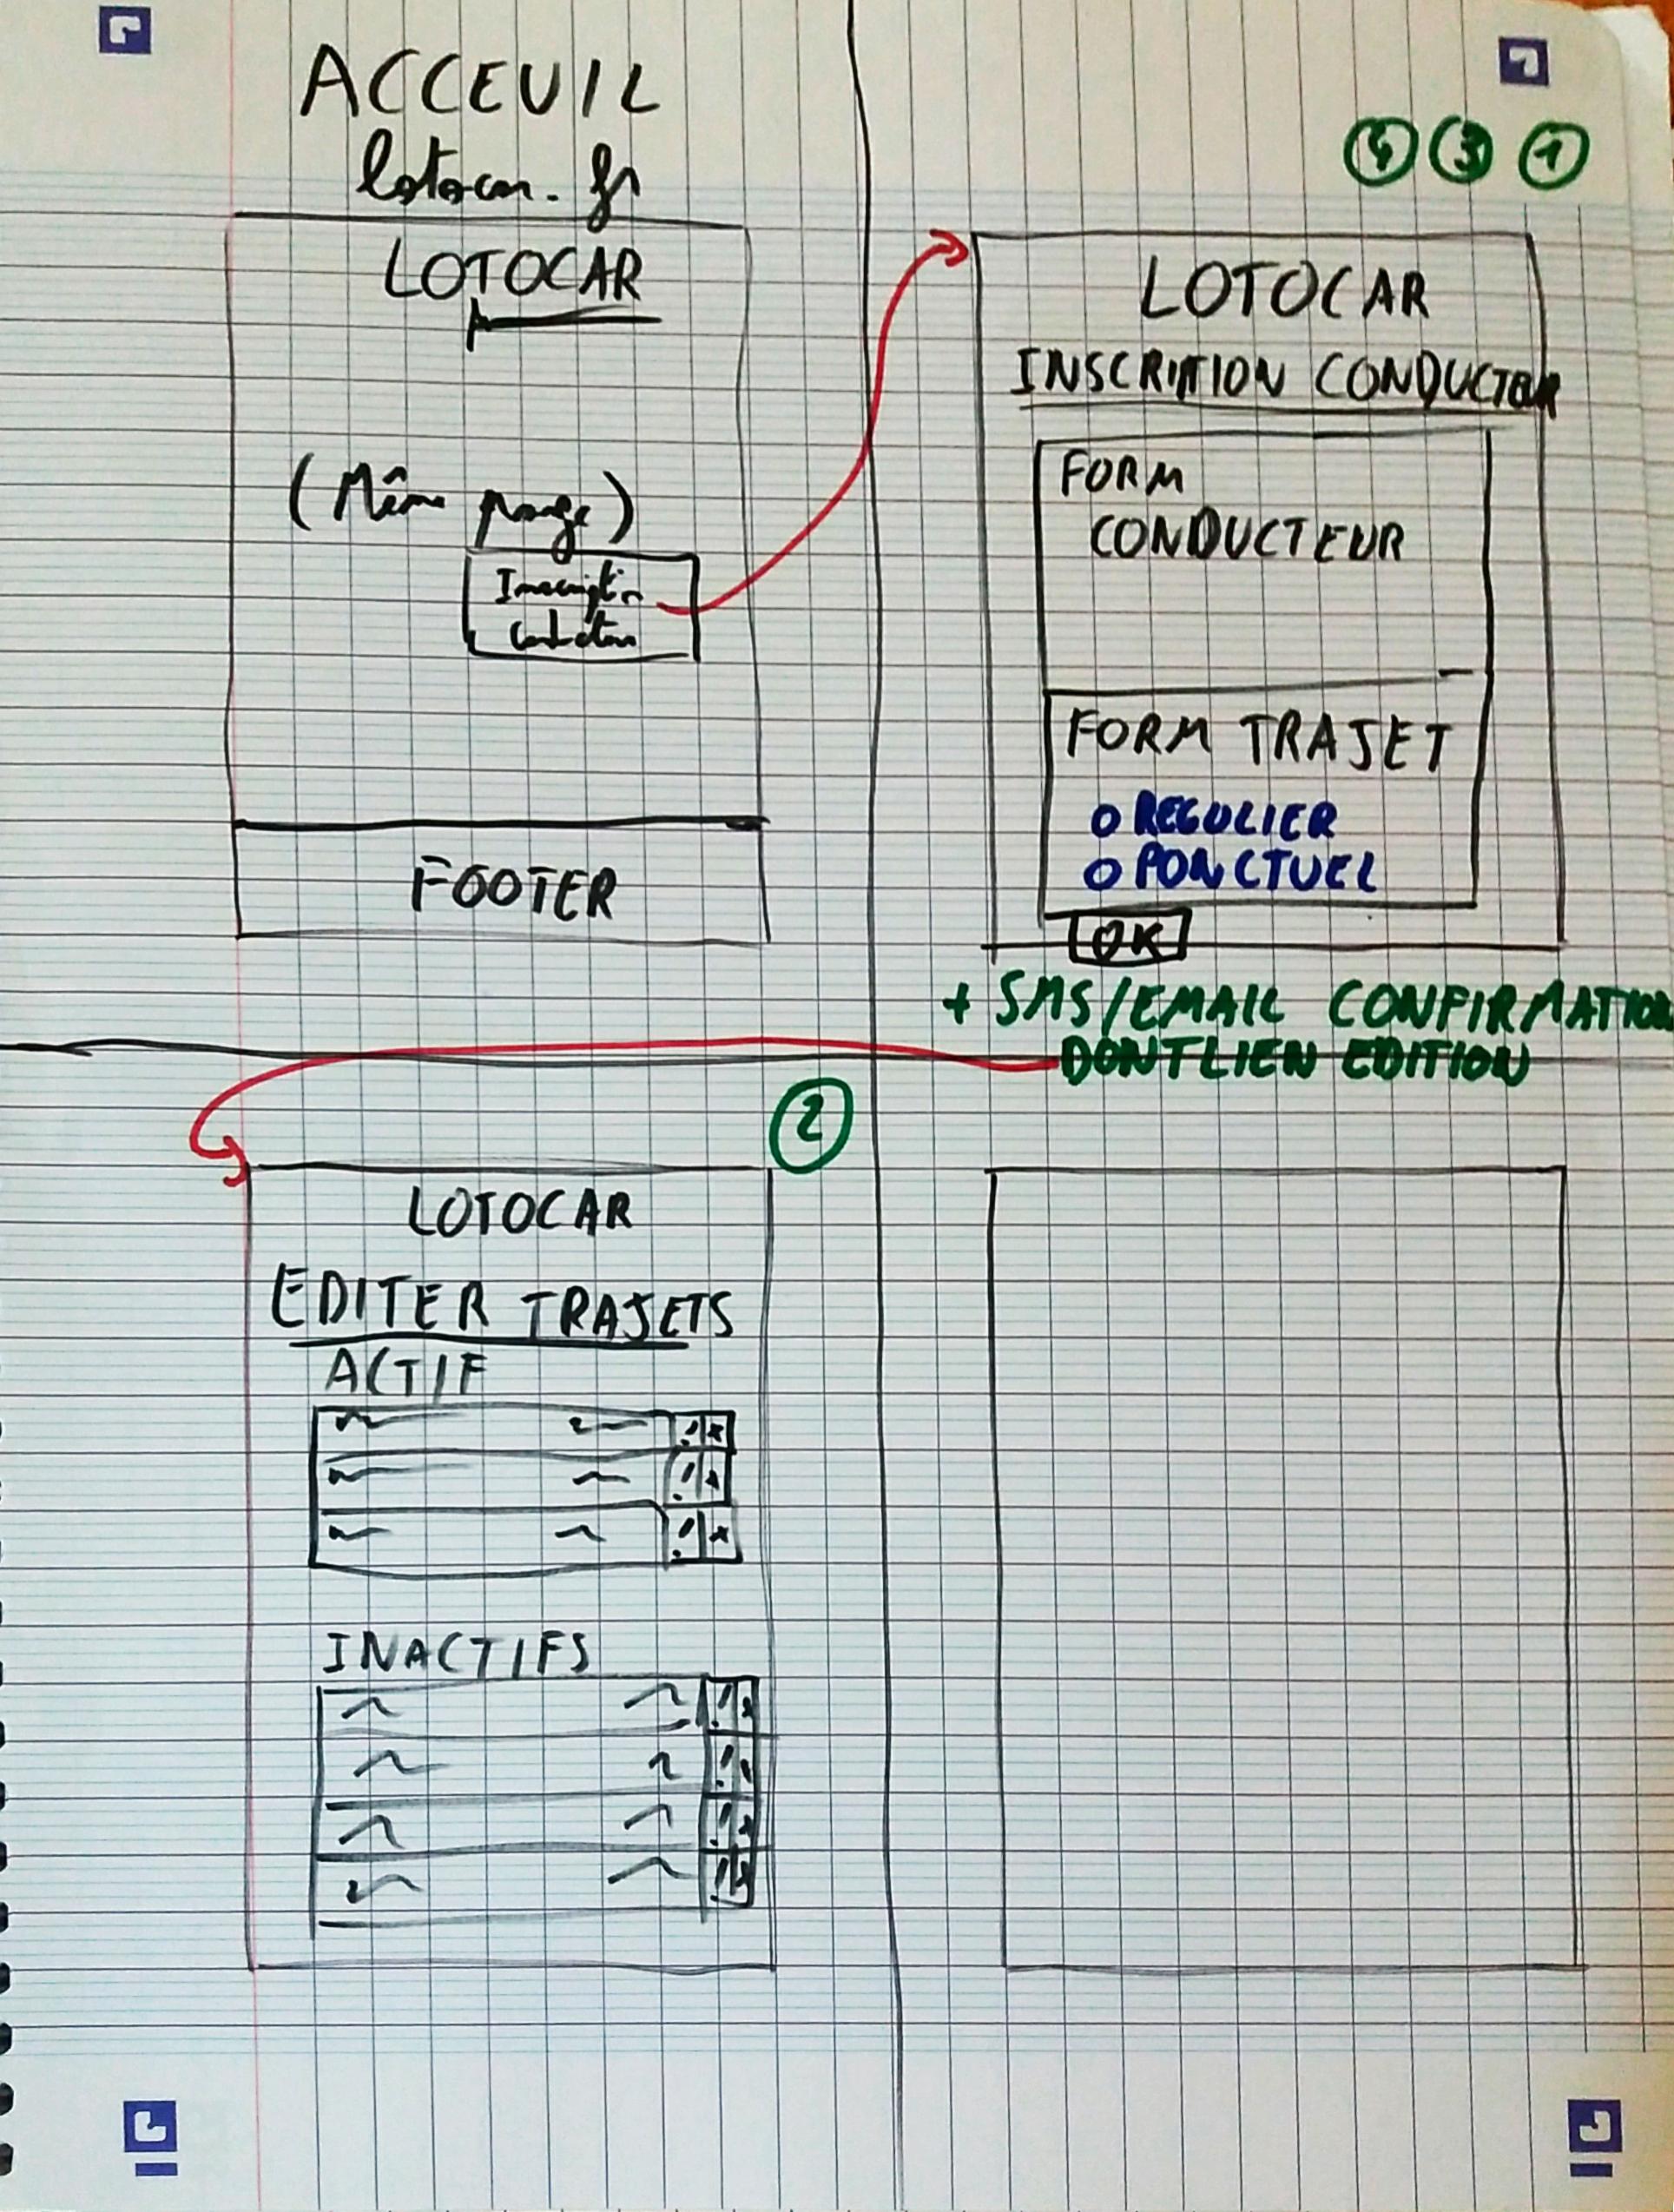 ACCEUIL
lotocar.fr
LOTOCAR
(Même page)
Inscription
Conducteur
FOOTER
3 1
LOTOCAR
INSCRIPTION CONDUCTEUR
FORM
CONDUCTEUR
FORM TRAJET
O REGULIER
O PONCTUEL
OK
+ SMS/EMAIL CONFIRMATION
DONT LIEN EDITION
2
LOTOCAR
EDITER TRAJETS
ACTIF
INACTIFS